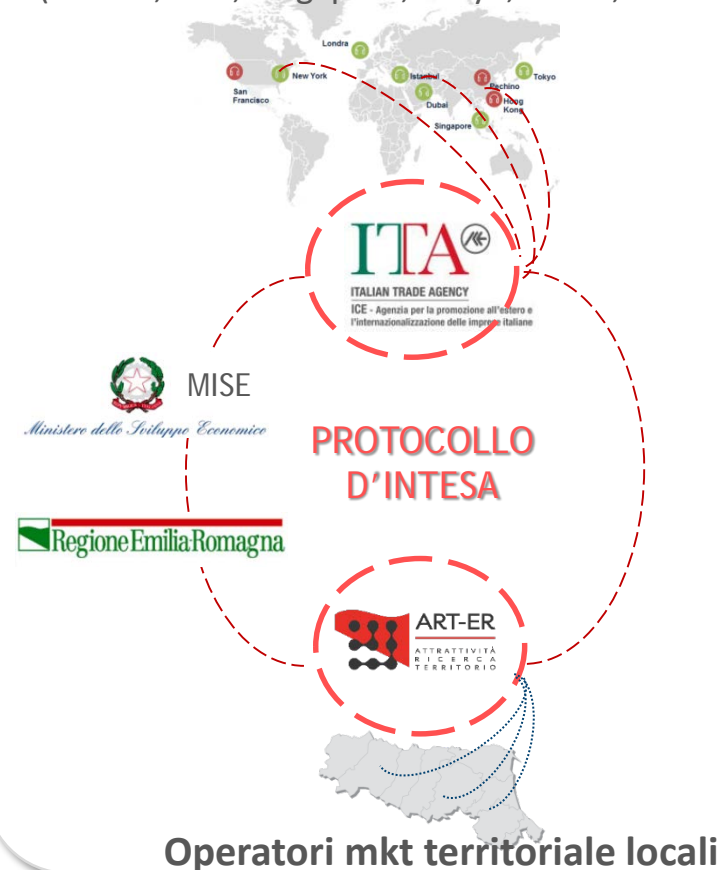 Londra
New York
Istanbul
Tokyo
San
Francisco
Pechino
Dubai
Hong
Kong
Singapore
ITA®
ITALIAN TRADE AGENCY
ICE - Agenzia per la promozione all'estero e
l'internazionalizzazione delle imprese italiane
MISE
Ministero dello Sviluppo Economico
PROTOCOLLO
D'INTESA
Regione Emilia-Romagna
ART-ER
ATTRATTIVITÀ
RICERCA
TERRITORIO
Operatori mkt territoriale locali